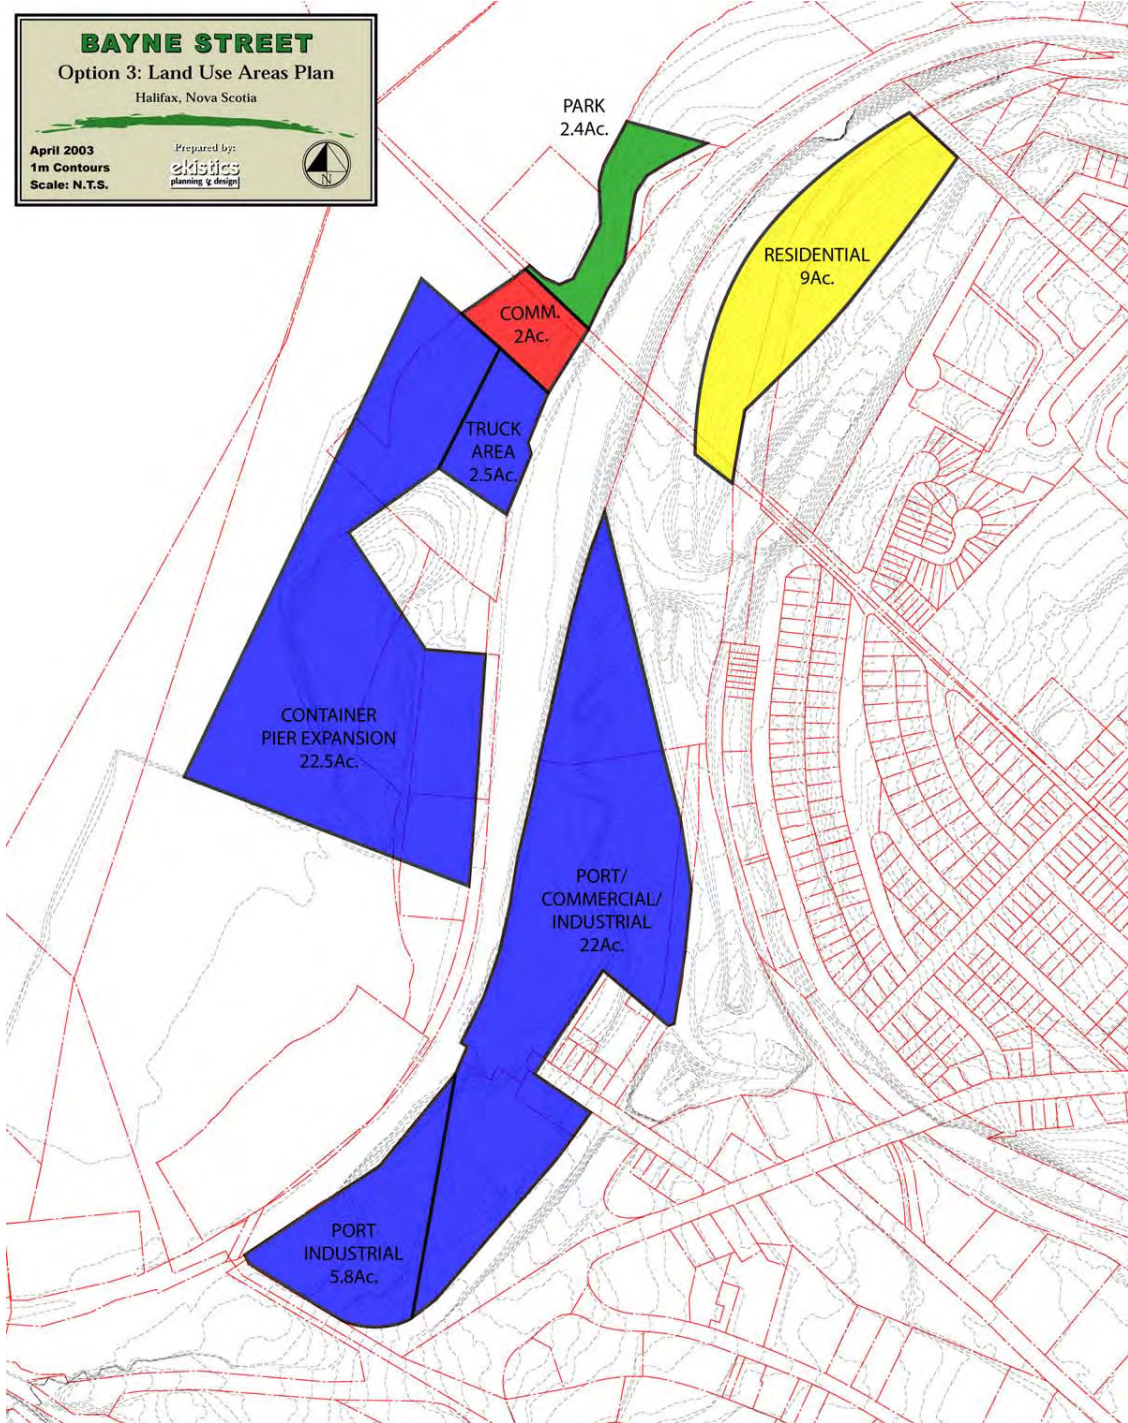 BAYNE STREET
Option 3: Land Use Areas Plan
Halifax, Nova Scotia
April 2003
1m Contours
Scale: N.T.S.
Prepared by:
ekistics
planning & design
N
PARK
2.4Ac.
RESIDENTIAL
9Ac.
COMM.
2Ac.
TRUCK
AREA
2.5Ac.
CONTAINER
PIER EXPANSION
22.5Ac.
PORT/
COMMERCIAL/
INDUSTRIAL
22Ac.
PORT
INDUSTRIAL
5.8Ac.